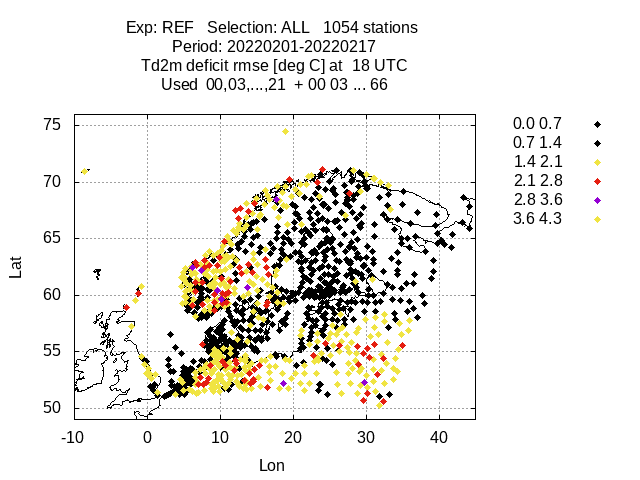 Exp: REF   Selection: ALL   1054 stations
Period: 20220201-20220217
Td2m deficit rmse [deg C] at  18 UTC
Used  00,03,...,21  + 00 03 ... 66
75
70
65
60
55
50
-10 0 10 20 30 40
Lat
Lon
0.0 0.7
0.7 1.4
1.4 2.1
2.1 2.8
2.8 3.6
3.6 4.3